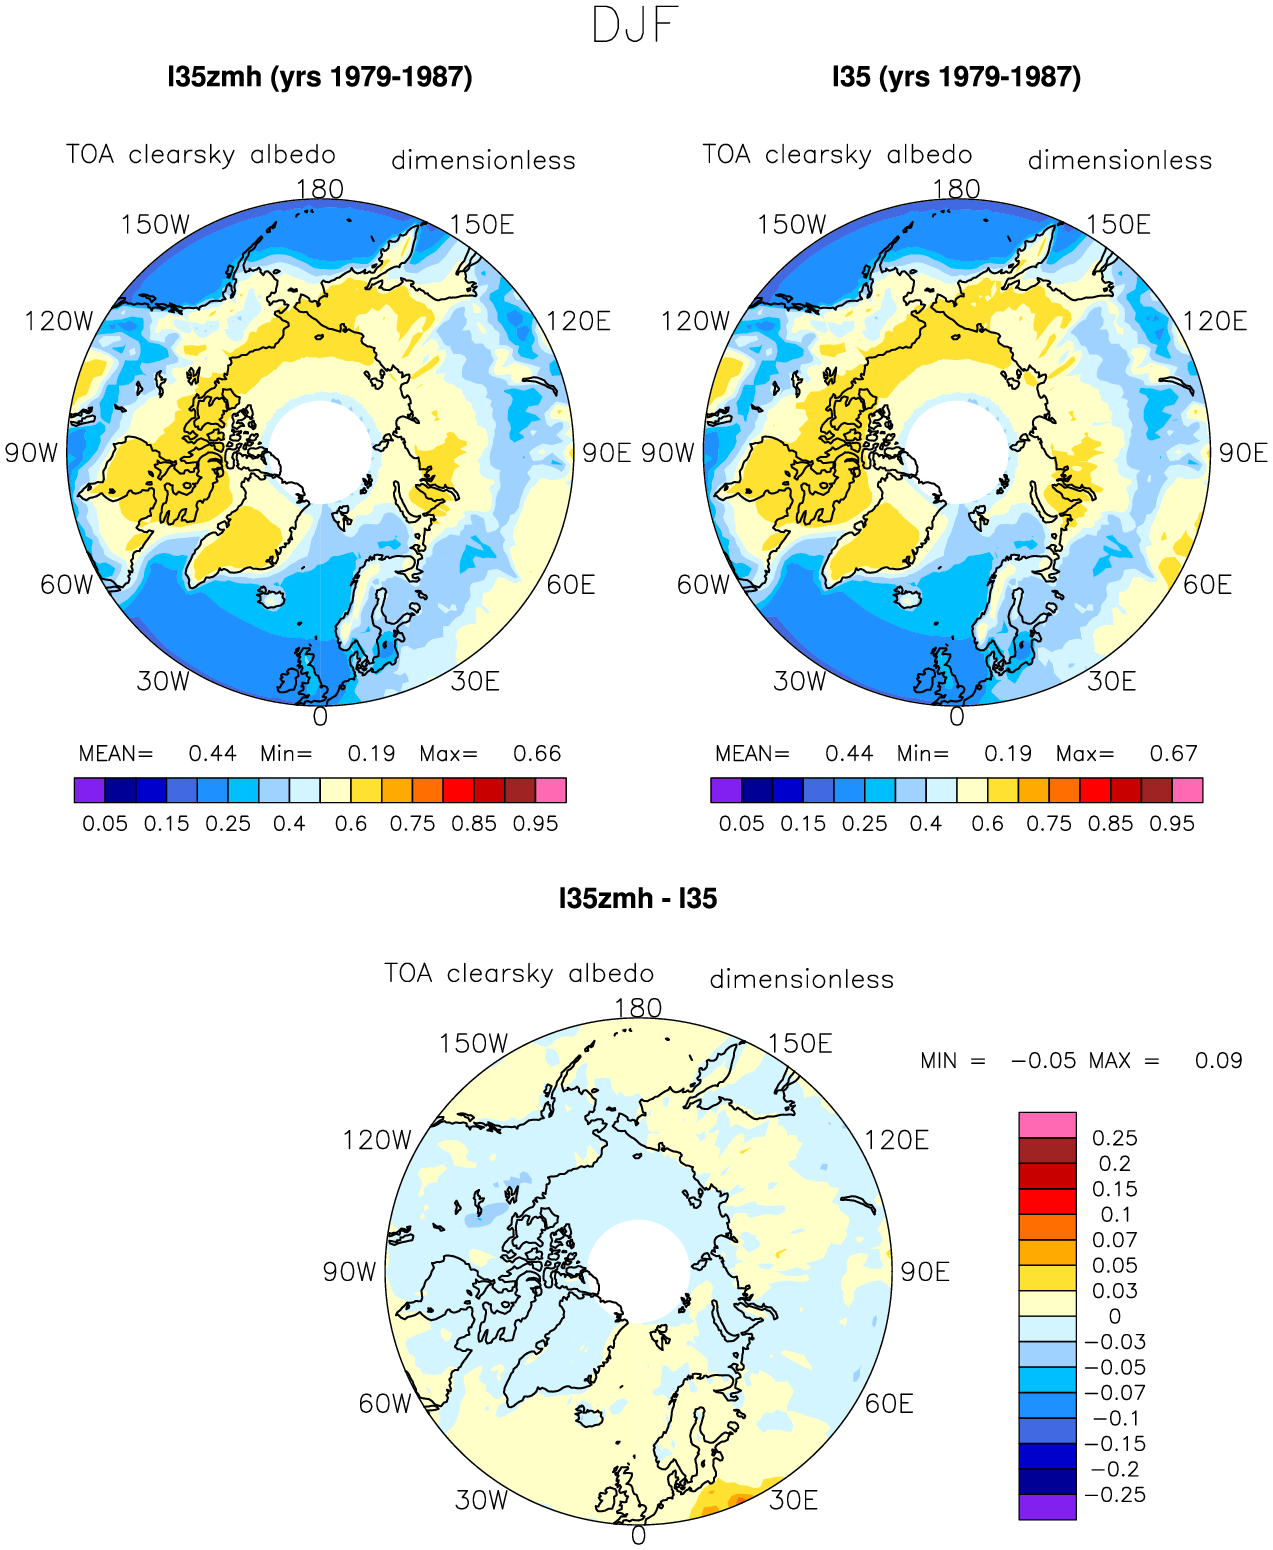 DJF
I35zmh (yrs 1979-1987)
I35 (yrs 1979-1987)
TOA clearsky albedo dimensionless
180
150W 150E
120W 120E
90W 90E
60W 60E
30W 30E
0
MEAN= 0.44 Min= 0.19 Max= 0.66
0.05 0.15 0.25 0.4 0.6 0.75 0.85 0.95
TOA clearsky albedo dimensionless
180
150W 150E
120W 120E
90W 90E
60W 60E
30W 30E
0
MEAN= 0.44 Min= 0.19 Max= 0.67
0.05 0.15 0.25 0.4 0.6 0.75 0.85 0.95
I35zmh - I35
TOA clearsky albedo dimensionless
180
150W 150E
120W 120E
90W 90E
60W 60E
30W 30E
0
MIN = −0.05 MAX = 0.09
0.25
0.2
0.15
0.1
0.07
0.05
0.03
0
−0.03
−0.05
−0.07
−0.1
−0.15
−0.2
−0.25